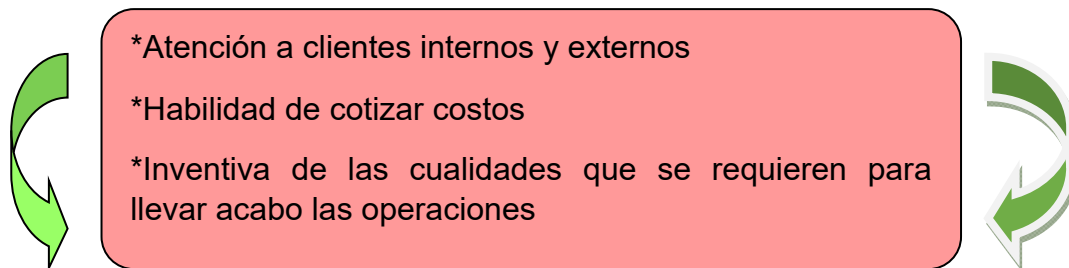 *Atención a clientes internos y externos
*Habilidad de cotizar costos
*Inventiva de las cualidades que se requieren para
llevar acabo las operaciones